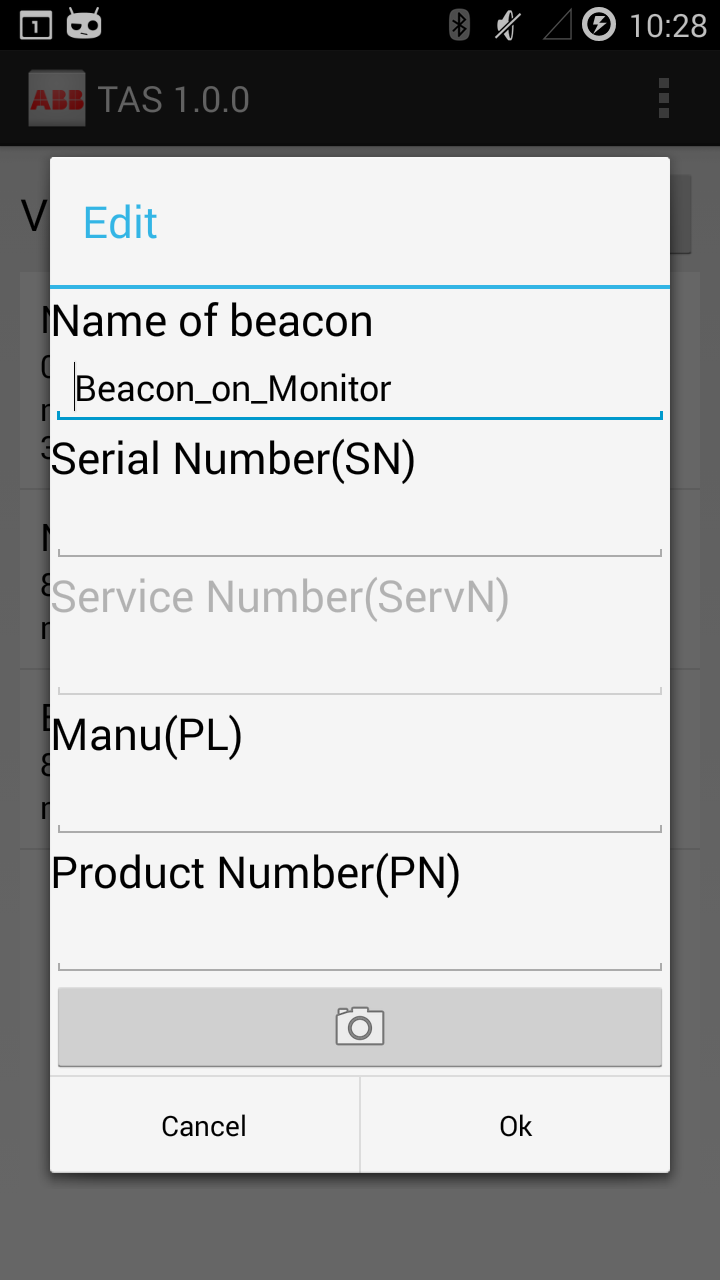 1 10:28
ABB TAS 1.0.0
V
Edit
Name of beacon
Beacon_on_Monitor
Serial Number(SN)
Service Number(ServN)
Manu(PL)
Product Number(PN)
Cancel Ok